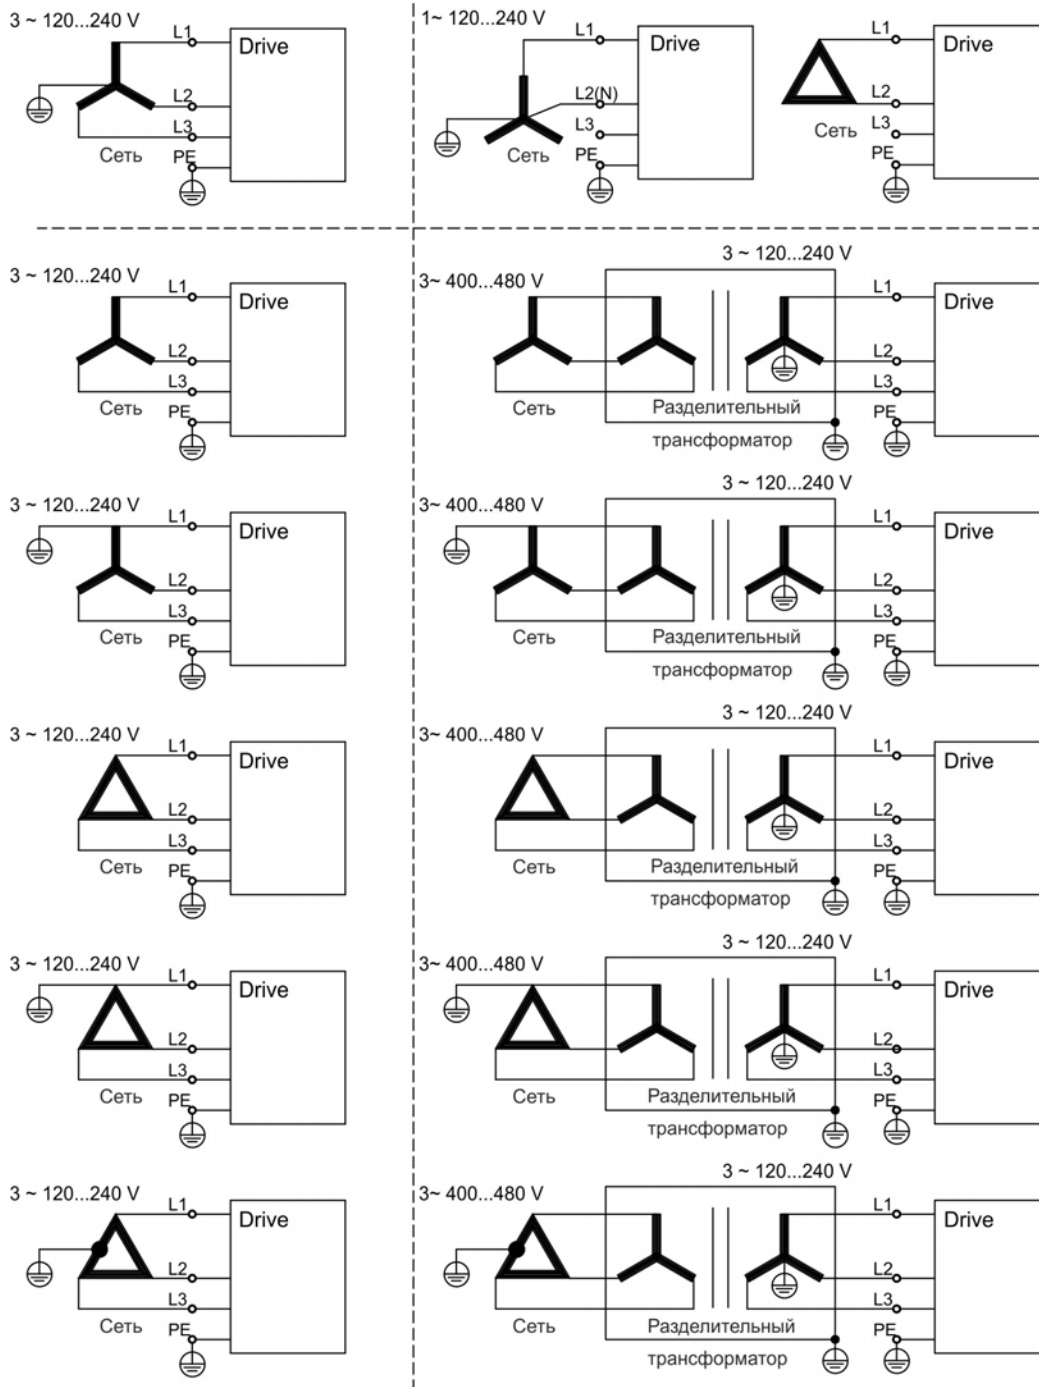 3 ~ 120...240 V
L1
Drive
L2
L3
Сеть
PE
1~ 120...240 V
L1
Drive
L2(N)
L3
Сеть
PE
L1
Drive
L2
Сеть
L3
PE
3 ~ 120...240 V
L1
Drive
L2
L3
Сеть
PE
3 ~ 120...240 V
3~ 400...480 V
L1
Drive
L2
L3
Сеть
Разделительный
трансформатор
PE
3 ~ 120...240 V
L1
Drive
L2
L3
Сеть
PE
3 ~ 120...240 V
3~ 400...480 V
L1
Drive
L2
L3
Сеть
Разделительный
трансформатор
PE
3 ~ 120...240 V
L1
Drive
L2
L3
Сеть
PE
3 ~ 120...240 V
3~ 400...480 V
L1
Drive
L2
L3
Сеть
Разделительный
трансформатор
PE
3 ~ 120...240 V
L1
Drive
L2
L3
Сеть
PE
3 ~ 120...240 V
3~ 400...480 V
L1
Drive
L2
L3
Сеть
Разделительный
трансформатор
PE
3 ~ 120...240 V
L1
Drive
L2
L3
Сеть
PE
3 ~ 120...240 V
3~ 400...480 V
L1
Drive
L2
L3
Сеть
Разделительный
трансформатор
PE